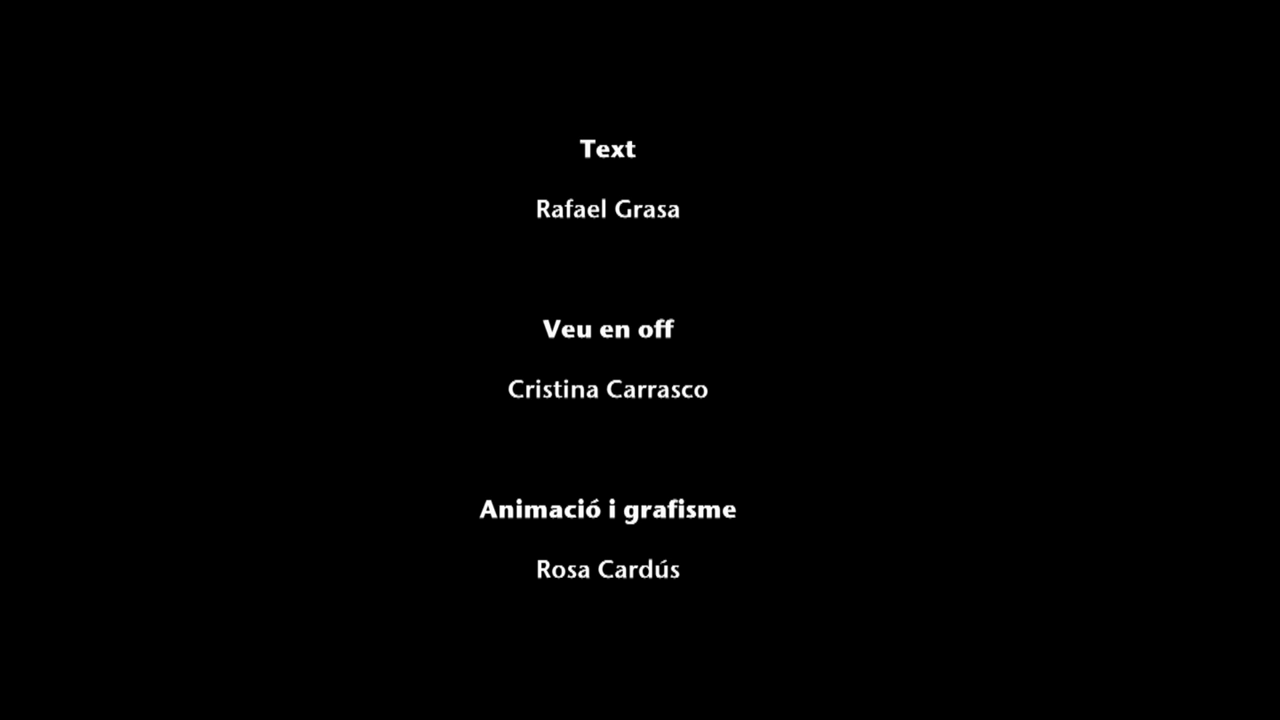 Text
Rafael Grasa
Veu en off
Cristina Carrasco
Animació i grafisme
Rosa Cardús